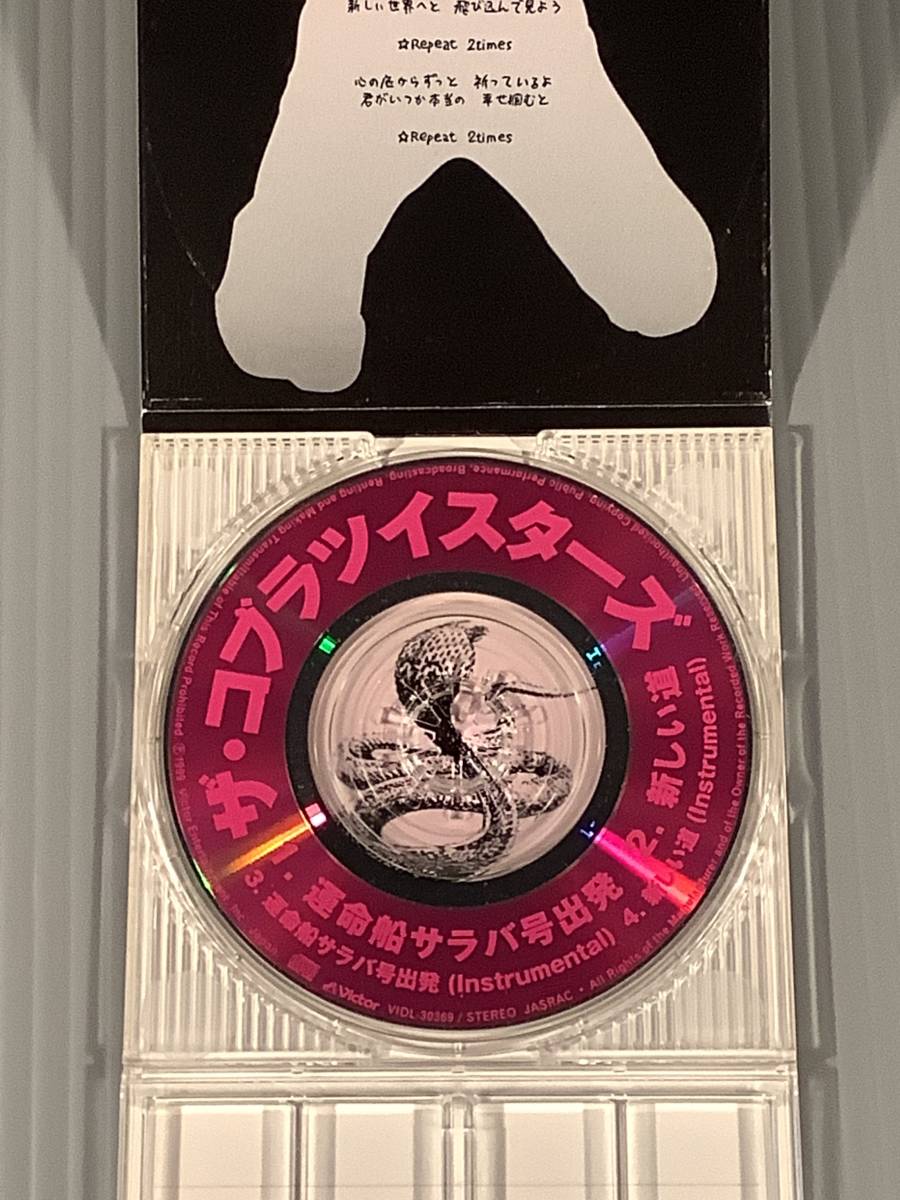 新しい世界へと 飛び込んで見よう
☆Repeat 2times
心の底からずっと 祈っているよ
君がいつか本当の 幸せ掴むと
☆Repeat 2times
ザ・コブラツイスターズ
1. 運命船サラバ号出発
2. 新しい道
3. 運命船サラバ号出発 (Instrumental)
4. 新しい道 (Instrumental)
Victor VIDL-30369 / STEREO JASRAC • All Rights of the Manufacturer and of the Owner of the Recorded Work Reserved. Unauthorized Copying, Public Performance, Broadcasting, Renting and Making Transmittable of This Record Prohibited. Ⓟ1999 Victor
Japan